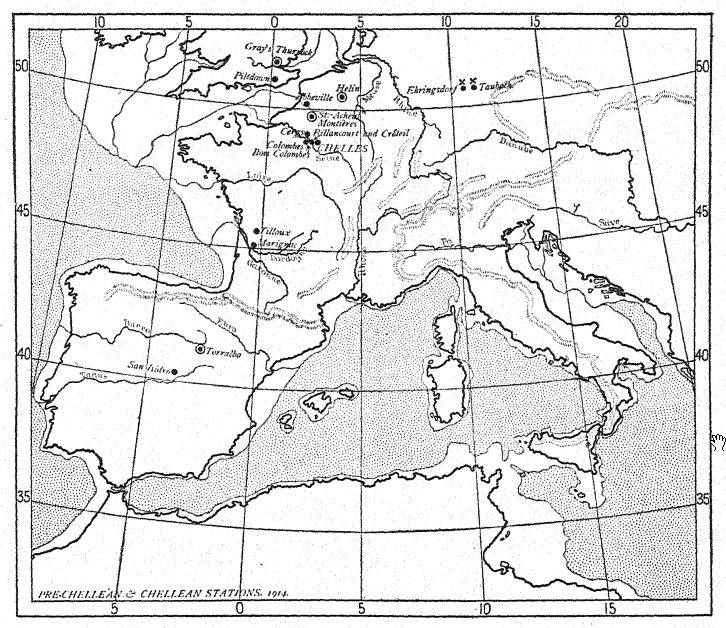 10 5 0 5 10 15 20
50 50
Gray's Thurrock
Piltdown
Helin
Meuse
Rhine
Ehringsdorf
Taubach
Abbeville
St. Acheul
Montières
Cergy
Billancourt and Créteil
Colombes
CHELLES
Bois Colombes
Seine
Danube
Loire
45 45
Tilloux
Marignac
Dordogne
Garonne
Save
Po
Duero
Ebro
40 40
Torralba
San Isidro
Tagus
35 35
PRE-CHELLEAN & CHELLEAN STATIONS. 1914.
5 0 5 10 15